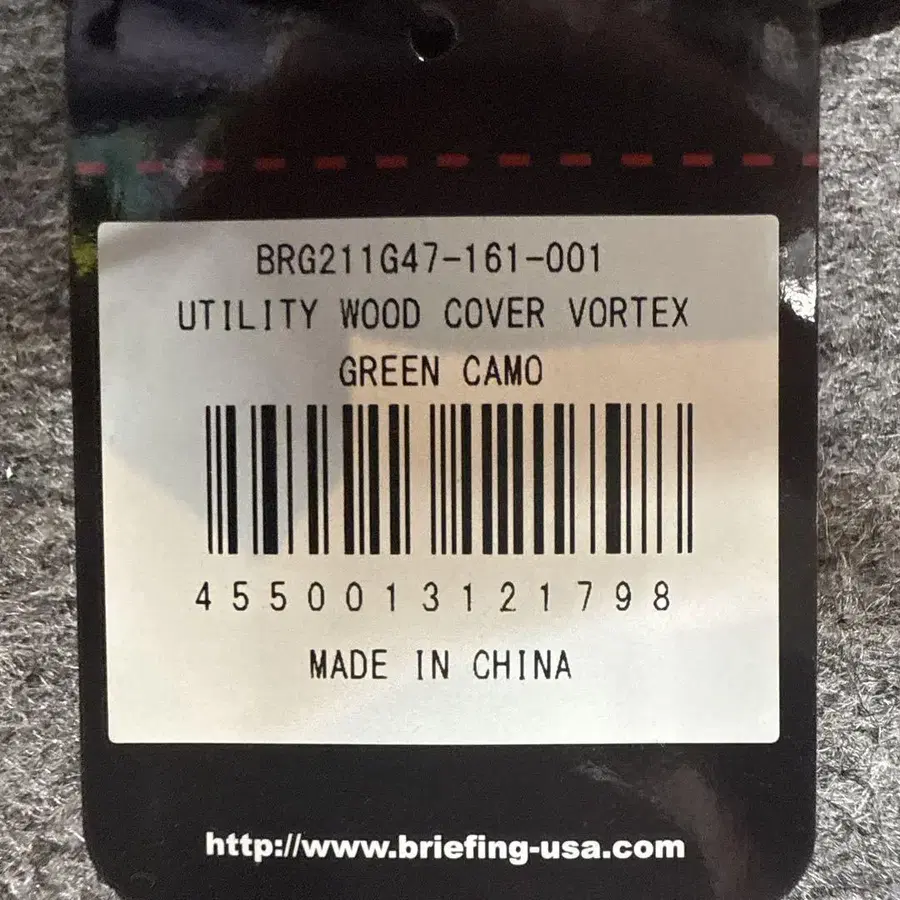 BRG211G47-161-001
UTILITY WOOD COVER VORTEX
GREEN CAMO
4550013121798
MADE IN CHINA
http://www.briefing-usa.com